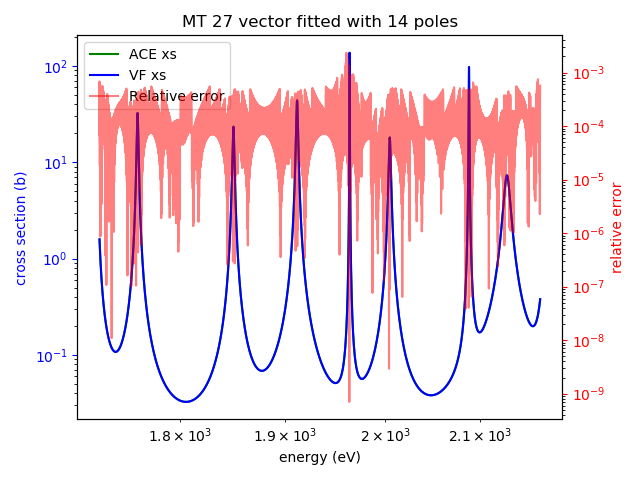 MT 27 vector fitted with 14 poles
ACE xs
VF xs
Relative error
cross section (b)
10²
10¹
10⁰
10⁻¹
10⁻³
10⁻⁴
10⁻⁵
10⁻⁶
10⁻⁷
10⁻⁸
10⁻⁹
relative error
1.8 × 10³
1.9 × 10³
2 × 10³
2.1 × 10³
energy (eV)